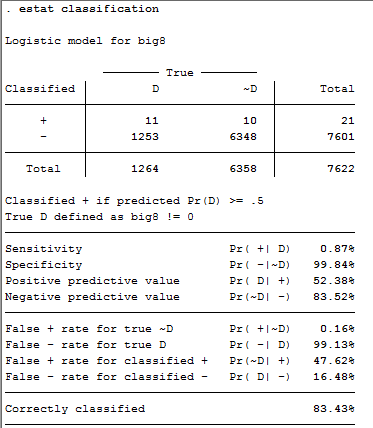 . estat classification
Logistic model for big8
True
Classified D ~D Total
+ 11 10 21
- 1253 6348 7601
Total 1264 6358 7622
Classified + if predicted Pr(D) >= .5
True D defined as big8 != 0
Sensitivity Pr( +| D) 0.87%
Specificity Pr( -|~D) 99.84%
Positive predictive value Pr( D| +) 52.38%
Negative predictive value Pr(~D| -) 83.52%
False + rate for true ~D Pr( +|~D) 0.16%
False - rate for true D Pr( -| D) 99.13%
False + rate for classified + Pr(~D| +) 47.62%
False - rate for classified - Pr( D| -) 16.48%
Correctly classified 83.43%